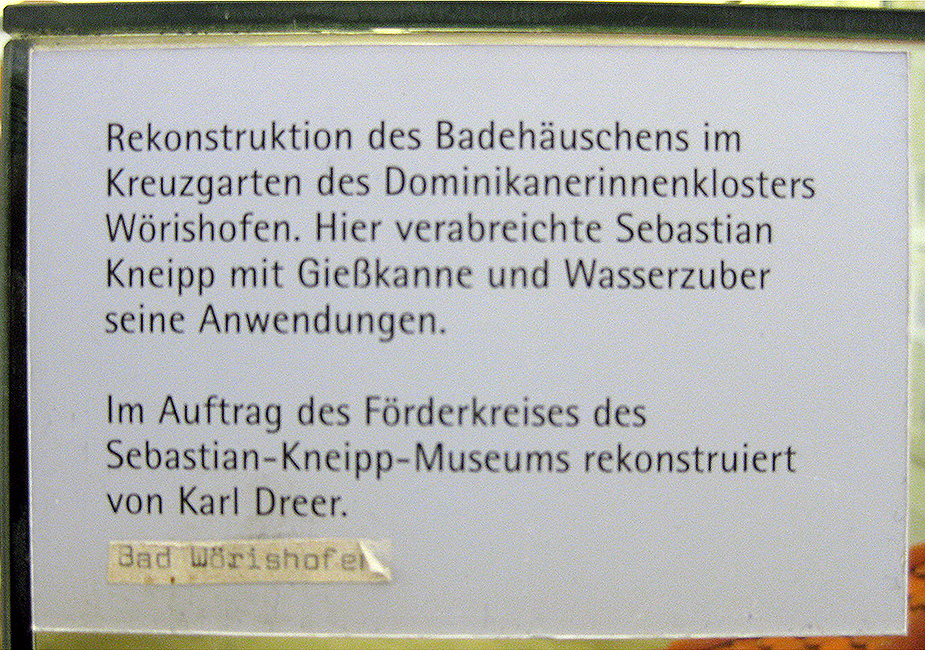 Rekonstruktion des Badehäuschens im
Kreuzgarten des Dominikanerinnenklosters
Wörishofen. Hier verabreichte Sebastian
Kneipp mit Gießkanne und Wasserzuber
seine Anwendungen.
Im Auftrag des Förderkreises des
Sebastian-Kneipp-Museums rekonstruiert
von Karl Dreer.
Bad Wörishofen